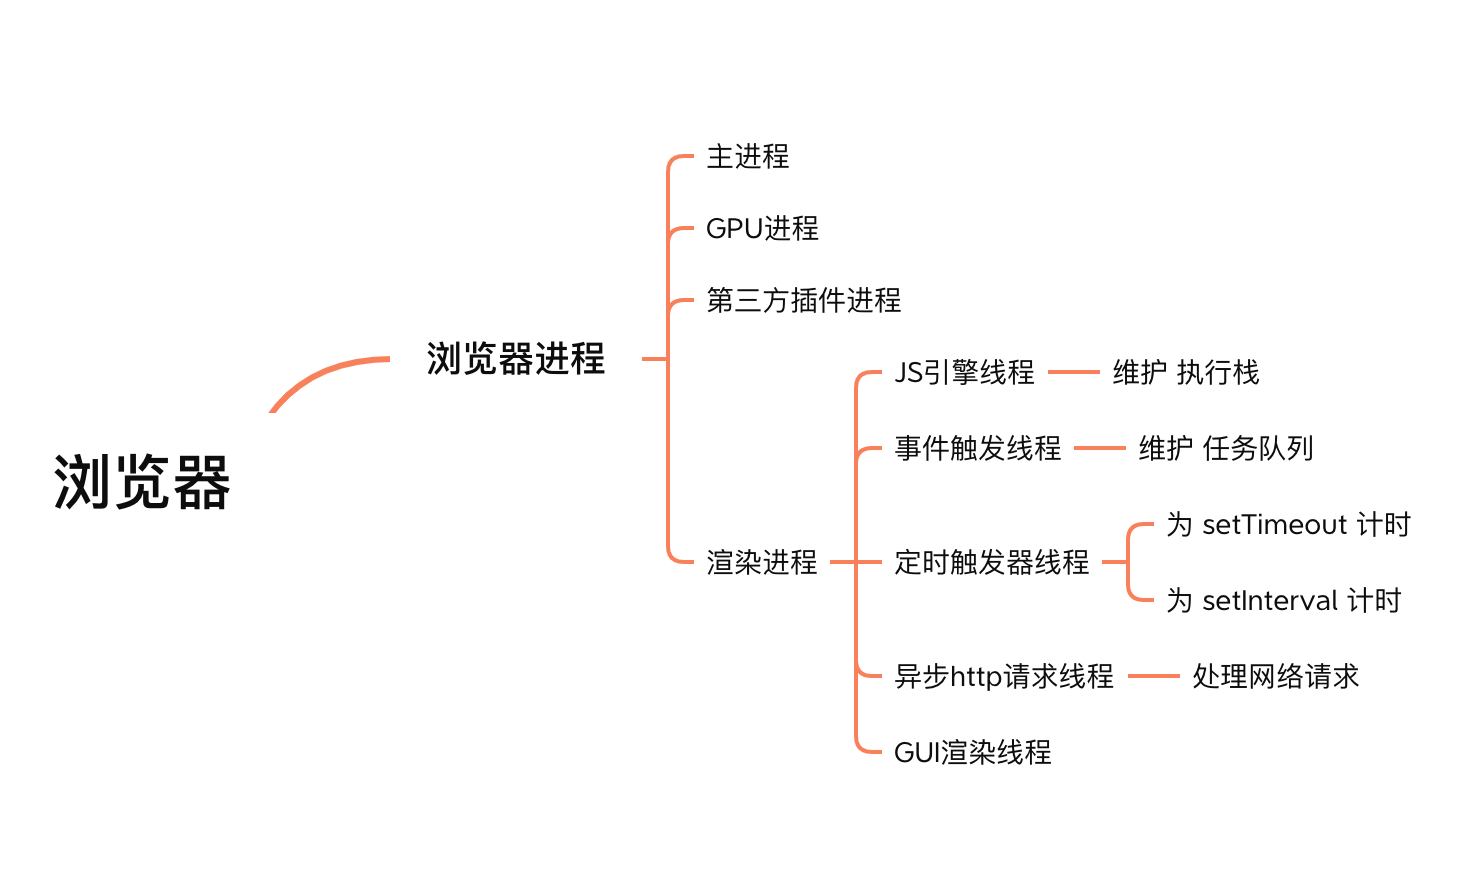 浏览器
浏览器进程
主进程
GPU进程
第三方插件进程
渲染进程
JS引擎线程
维护 执行栈
事件触发线程
维护 任务队列
定时触发器线程
为 setTimeout 计时
为 setInterval 计时
异步http请求线程
处理网络请求
GUI渲染线程